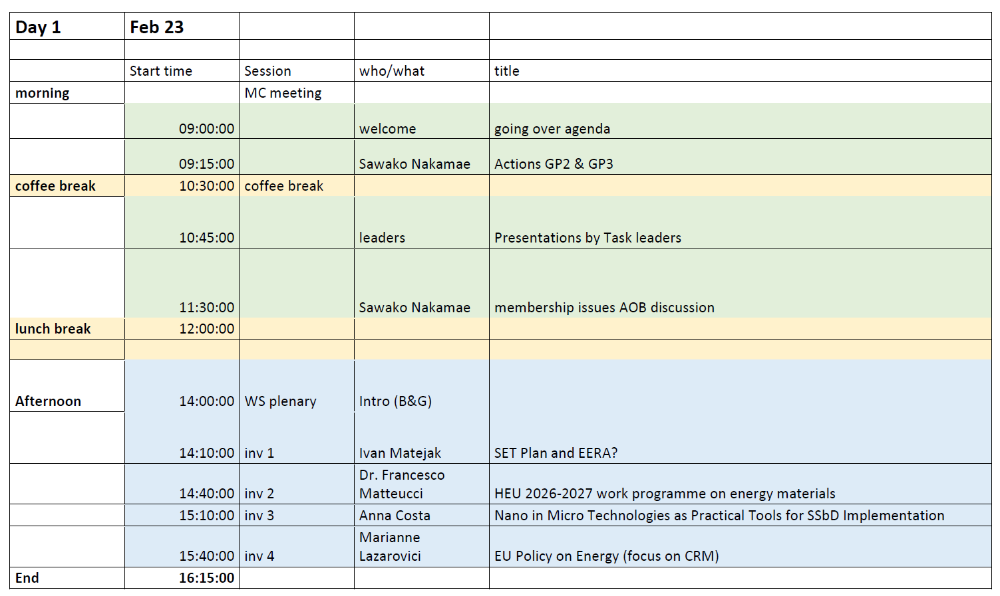 Day 1 Feb 23
Start time Session who/what title
morning MC meeting
09:00:00 welcome going over agenda
09:15:00 Sawako Nakamae Actions GP2 & GP3
coffee break 10:30:00 coffee break
10:45:00 leaders Presentations by Task leaders
11:30:00 Sawako Nakamae membership issues AOB discussion
lunch break 12:00:00
Afternoon 14:00:00 WS plenary Intro (B&G)
14:10:00 inv 1 Ivan Matejak SET Plan and EERA?
Dr. Francesco
14:40:00 inv 2 Matteucci HEU 2026-2027 work programme on energy materials
15:10:00 inv 3 Anna Costa Nano in Micro Technologies as Practical Tools for SSbD Implementation
Marianne
15:40:00 inv 4 Lazarovici EU Policy on Energy (focus on CRM)
End 16:15:00